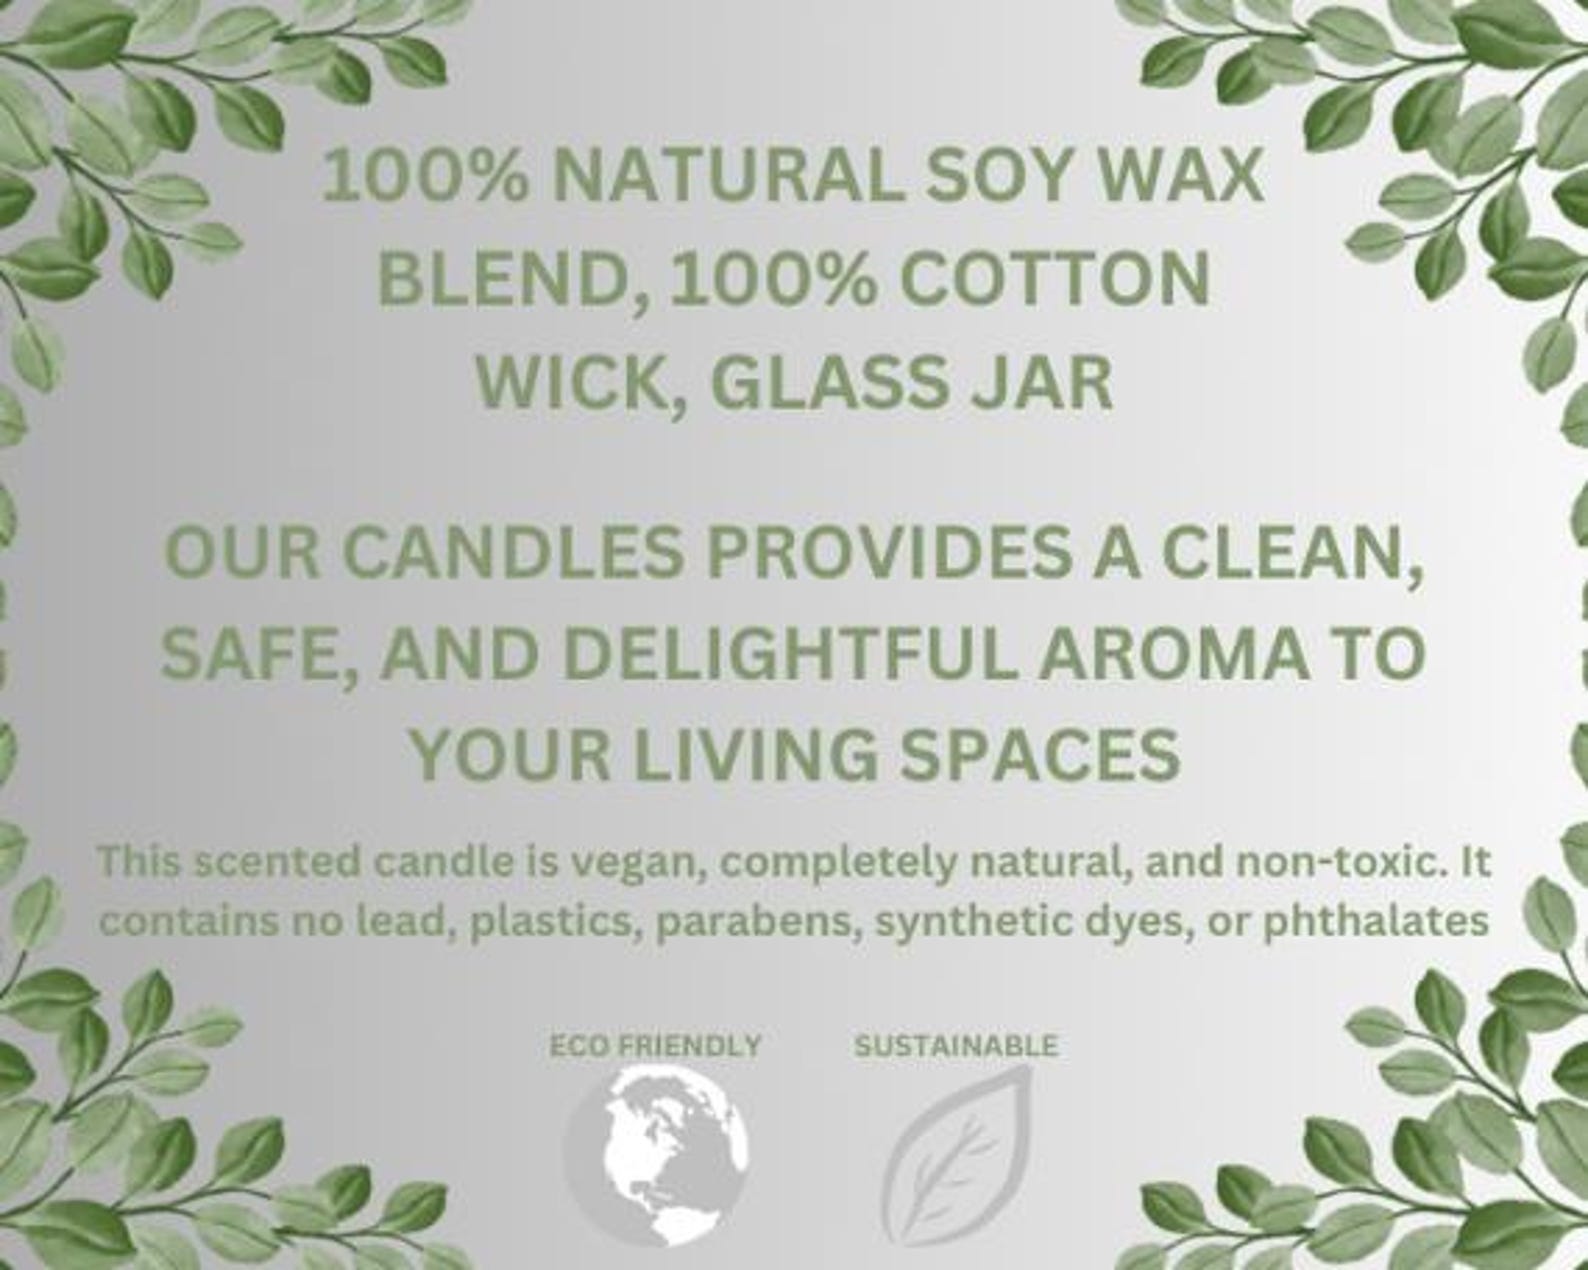 100% NATURAL SOY WAX
BLEND, 100% COTTON
WICK, GLASS JAR
OUR CANDLES PROVIDES A CLEAN,
SAFE, AND DELIGHTFUL AROMA TO
YOUR LIVING SPACES
This scented candle is vegan, completely natural, and non-toxic. It
contains no lead, plastics, parabens, synthetic dyes, or phthalates
ECO FRIENDLY
SUSTAINABLE